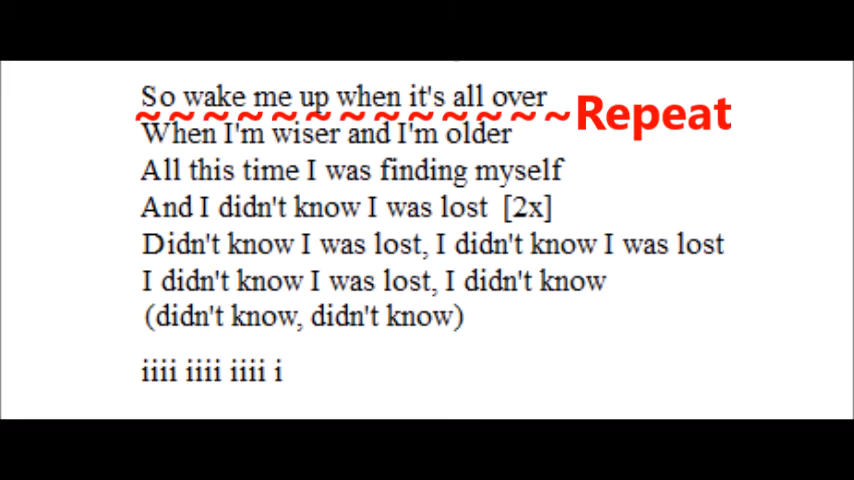 So wake me up when it's all over
~~~~~~~~~~~~~Repeat
When I'm wiser and I'm older
All this time I was finding myself
And I didn't know I was lost [2x]
Didn't know I was lost, I didn't know I was lost
I didn't know I was lost, I didn't know
(didn't know, didn't know)
iiii iiii iiii i